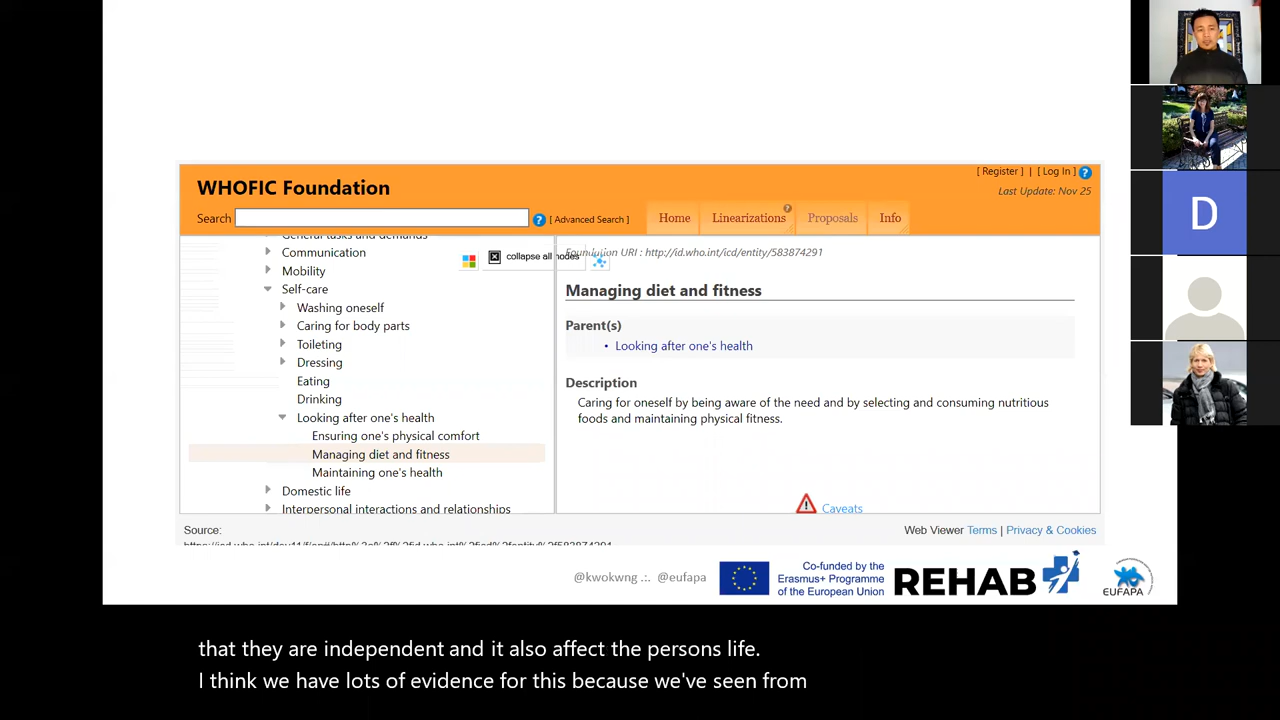 WHOFIC Foundation
[ Register ] | [ Log In ] ?
Last Update: Nov 25
Search ? [ Advanced Search ]
Home Linearizations ? Proposals Info
General tasks and demands
Communication
Mobility
Self-care
Washing oneself
Caring for body parts
Toileting
Dressing
Eating
Drinking
Looking after one's health
Ensuring one's physical comfort
Managing diet and fitness
Maintaining one's health
Domestic life
Interpersonal interactions and relationships
collapse all nodes
Foundation URI : http://id.who.int/icd/entity/583874291
Managing diet and fitness
Parent(s)
• Looking after one's health
Description
Caring for oneself by being aware of the need and by selecting and consuming nutritious
foods and maintaining physical fitness.
Caveats
Source:
Web Viewer Terms | Privacy & Cookies
@kwokwng .:. @eufapa
Co-funded by the
Erasmus+ Programme
of the European Union
REHAB
EUFAPA
D
that they are independent and it also affect the persons life.
I think we have lots of evidence for this because we've seen from